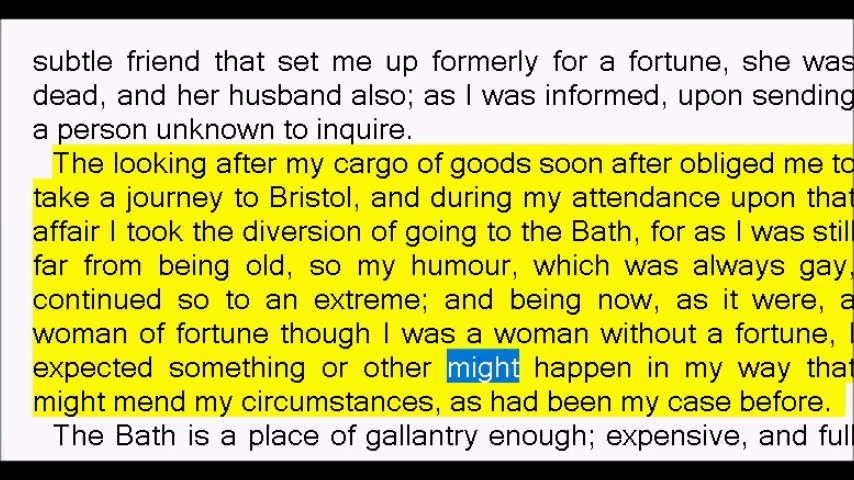 subtle friend that set me up formerly for a fortune, she was
dead, and her husband also; as I was informed, upon sending
a person unknown to inquire.
The looking after my cargo of goods soon after obliged me to
take a journey to Bristol, and during my attendance upon that
affair I took the diversion of going to the Bath, for as I was still
far from being old, so my humour, which was always gay,
continued so to an extreme; and being now, as it were, a
woman of fortune though I was a woman without a fortune, I
expected something or other might happen in my way that
might mend my circumstances, as had been my case before.
The Bath is a place of gallantry enough; expensive, and full